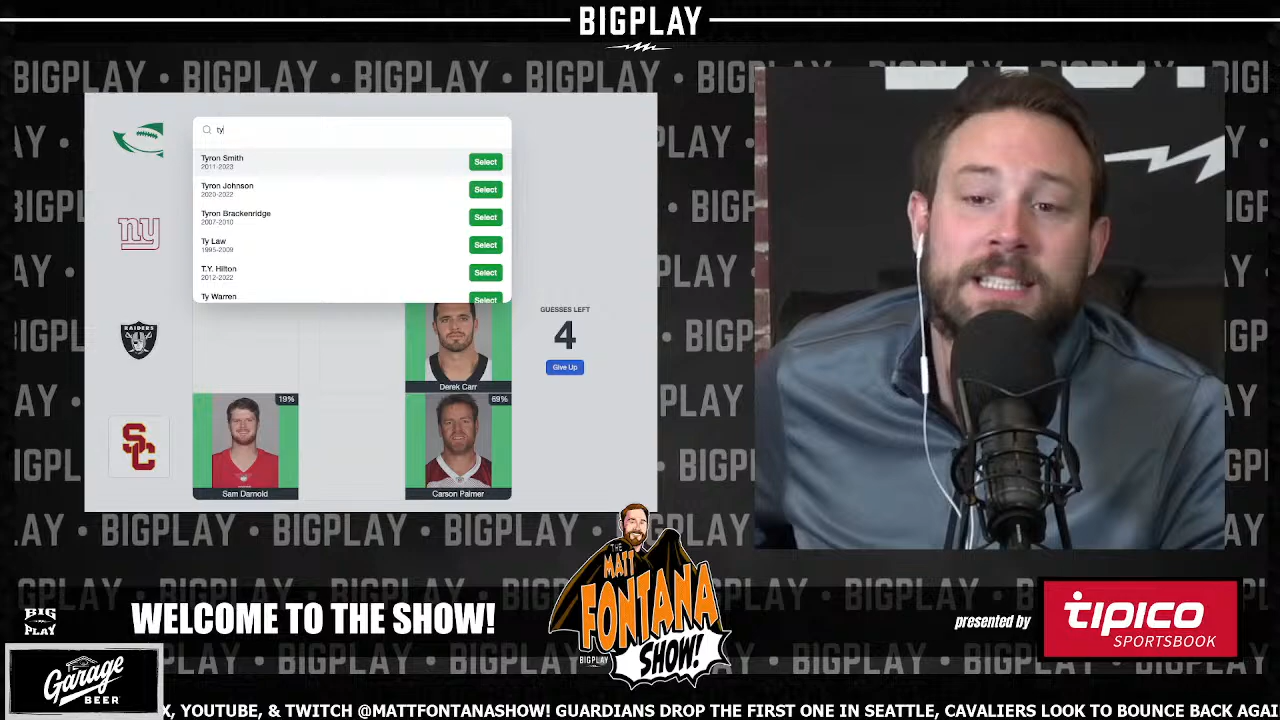 BIGPLAY
BIGPLAY • BIGPLAY • BIGPLAY • BIGPLAY • BIGPLAY
ty
Tyron Smith
2011-2023
Select
Tyron Johnson
2020-2022
Select
Tyron Brackenridge
2007-2010
Select
Ty Law
1995-2009
Select
T.Y. Hilton
2012-2022
Select
Ty Warren
Select
ny
RAIDERS
SC
GUESSES LEFT
4
Give Up
Derek Carr
19%
Sam Darnold
69%
Carson Palmer
BIGPLAY • BIGPLAY • BIGPLAY
THE
MATT
FONTANA
SHOW!
BIGPLAY
BIG
PLAY
WELCOME TO THE SHOW!
presented by
tipico
SPORTSBOOK
Garage
BEER
X, YOUTUBE, & TWITCH @MATTFONTANASHOW! GUARDIANS DROP THE FIRST ONE IN SEATTLE, CAVALIERS LOOK TO BOUNCE BACK AGAI